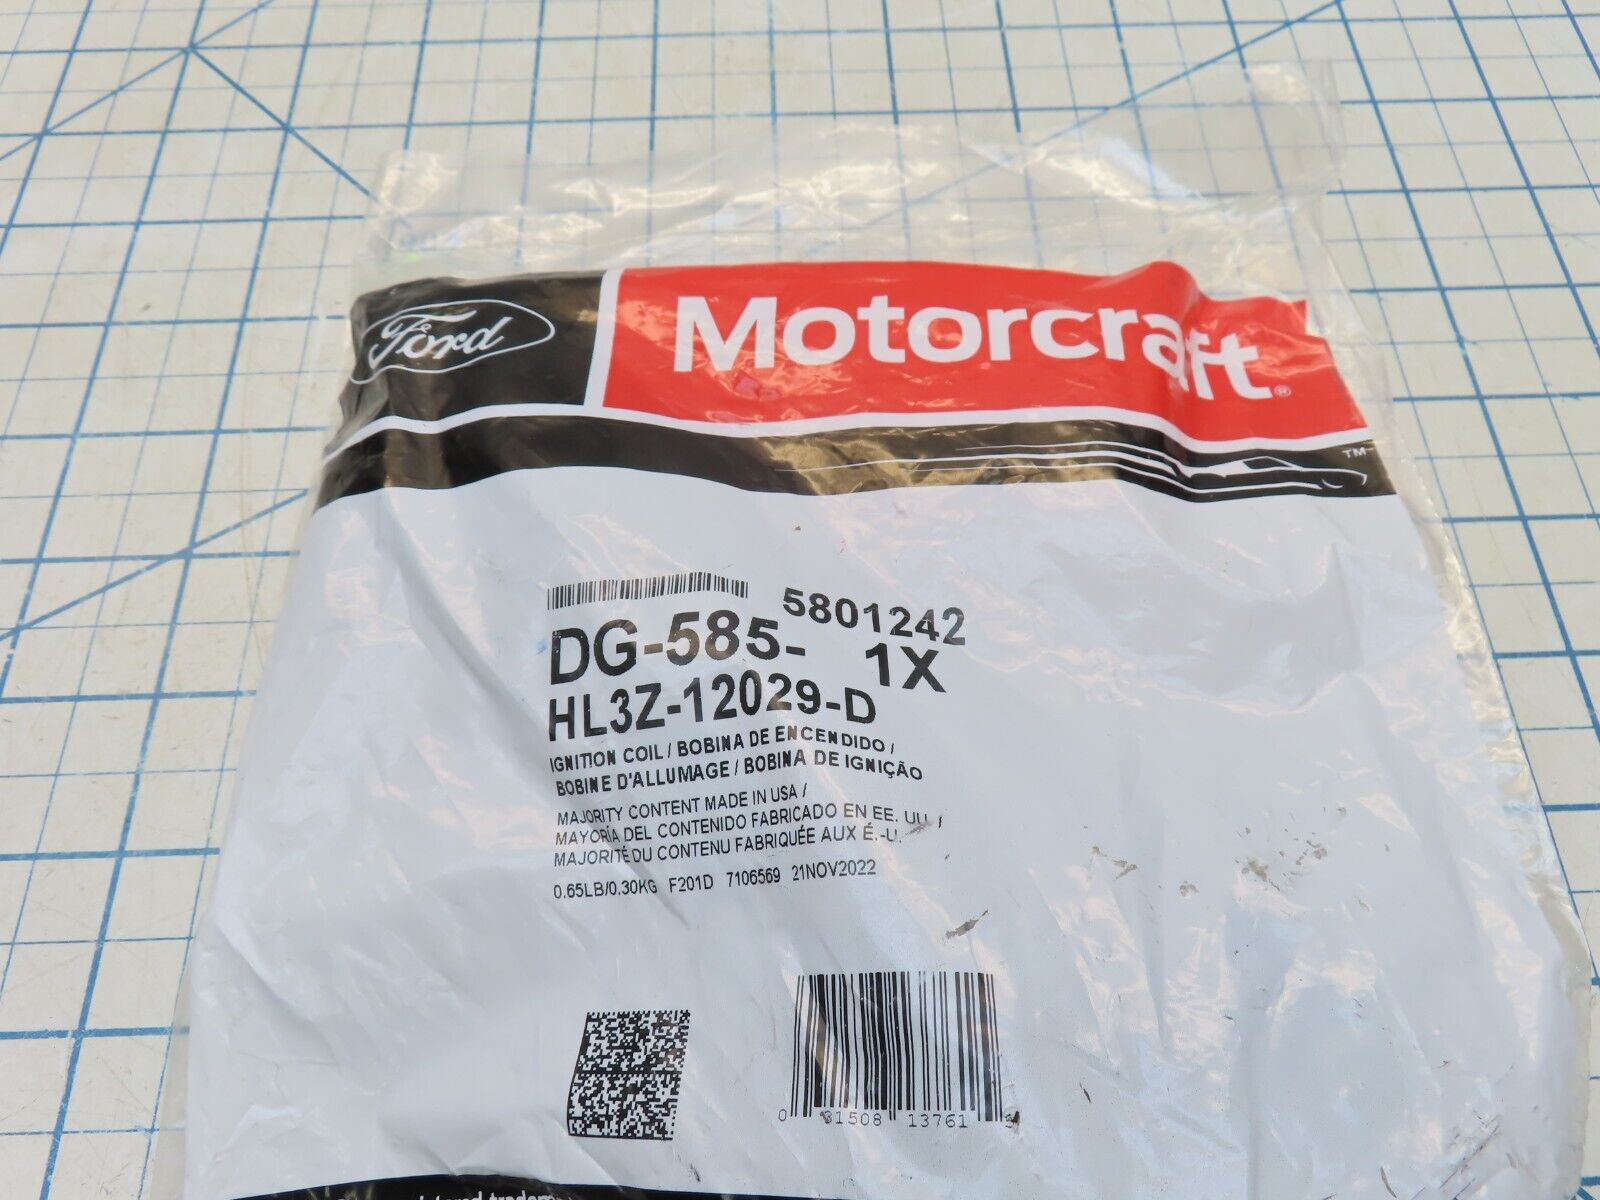 Ford
Motorcraft®
TM
5801242
DG-585- 1X
HL3Z-12029-D
IGNITION COIL / BOBINA DE ENCENDIDO /
BOBINE D'ALLUMAGE / BOBINA DE IGNIÇÃO
MAJORITY CONTENT MADE IN USA /
MAYORÍA DEL CONTENIDO FABRICADO EN EE. UU. /
MAJORITÉ DU CONTENU FABRIQUÉE AUX É.-U.
0.65LB/0.30KG F201D 7106569 21NOV2022
0 31508 13761